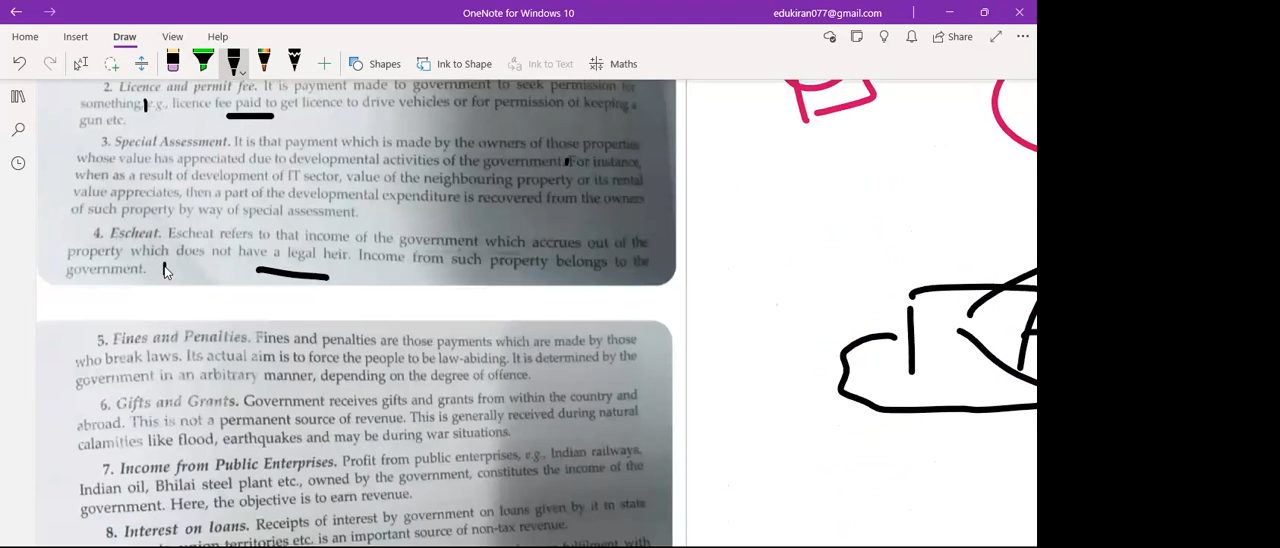 OneNote for Windows 10
edukiran077@gmail.com
Home Insert Draw View Help
Share
Shapes Ink to Shape Ink to Text Maths
2. Licence and permit fee. It is payment made to government to seek permission for
something, e.g., licence fee paid to get licence to drive vehicles or for permission of keeping a
gun etc.
3. Special Assessment. It is that payment which is made by the owners of those properties
whose value has appreciated due to developmental activities of the government. For instance,
when as a result of development of IT sector, value of the neighbouring property or its rental
value appreciates, then a part of the developmental expenditure is recovered from the owners
of such property by way of special assessment.
4. Escheat. Escheat refers to that income of the government which accrues out of the
property which does not have a legal heir. Income from such property belongs to the
government.
5. Fines and Penalties. Fines and penalties are those payments which are made by those
who break laws. Its actual aim is to force the people to be law-abiding. It is determined by the
government in an arbitrary manner, depending on the degree of offence.
6. Gifts and Grants. Government receives gifts and grants from within the country and
abroad. This is not a permanent source of revenue. This is generally received during natural
calamities like flood, earthquakes and may be during war situations.
7. Income from Public Enterprises. Profit from public enterprises, e.g., Indian railways,
Indian oil, Bhilai steel plant etc., owned by the government, constitutes the income of the
government. Here, the objective is to earn revenue.
8. Interest on loans. Receipts of interest by government on loans given by it to state
territories etc. is an important source of non-tax revenue.